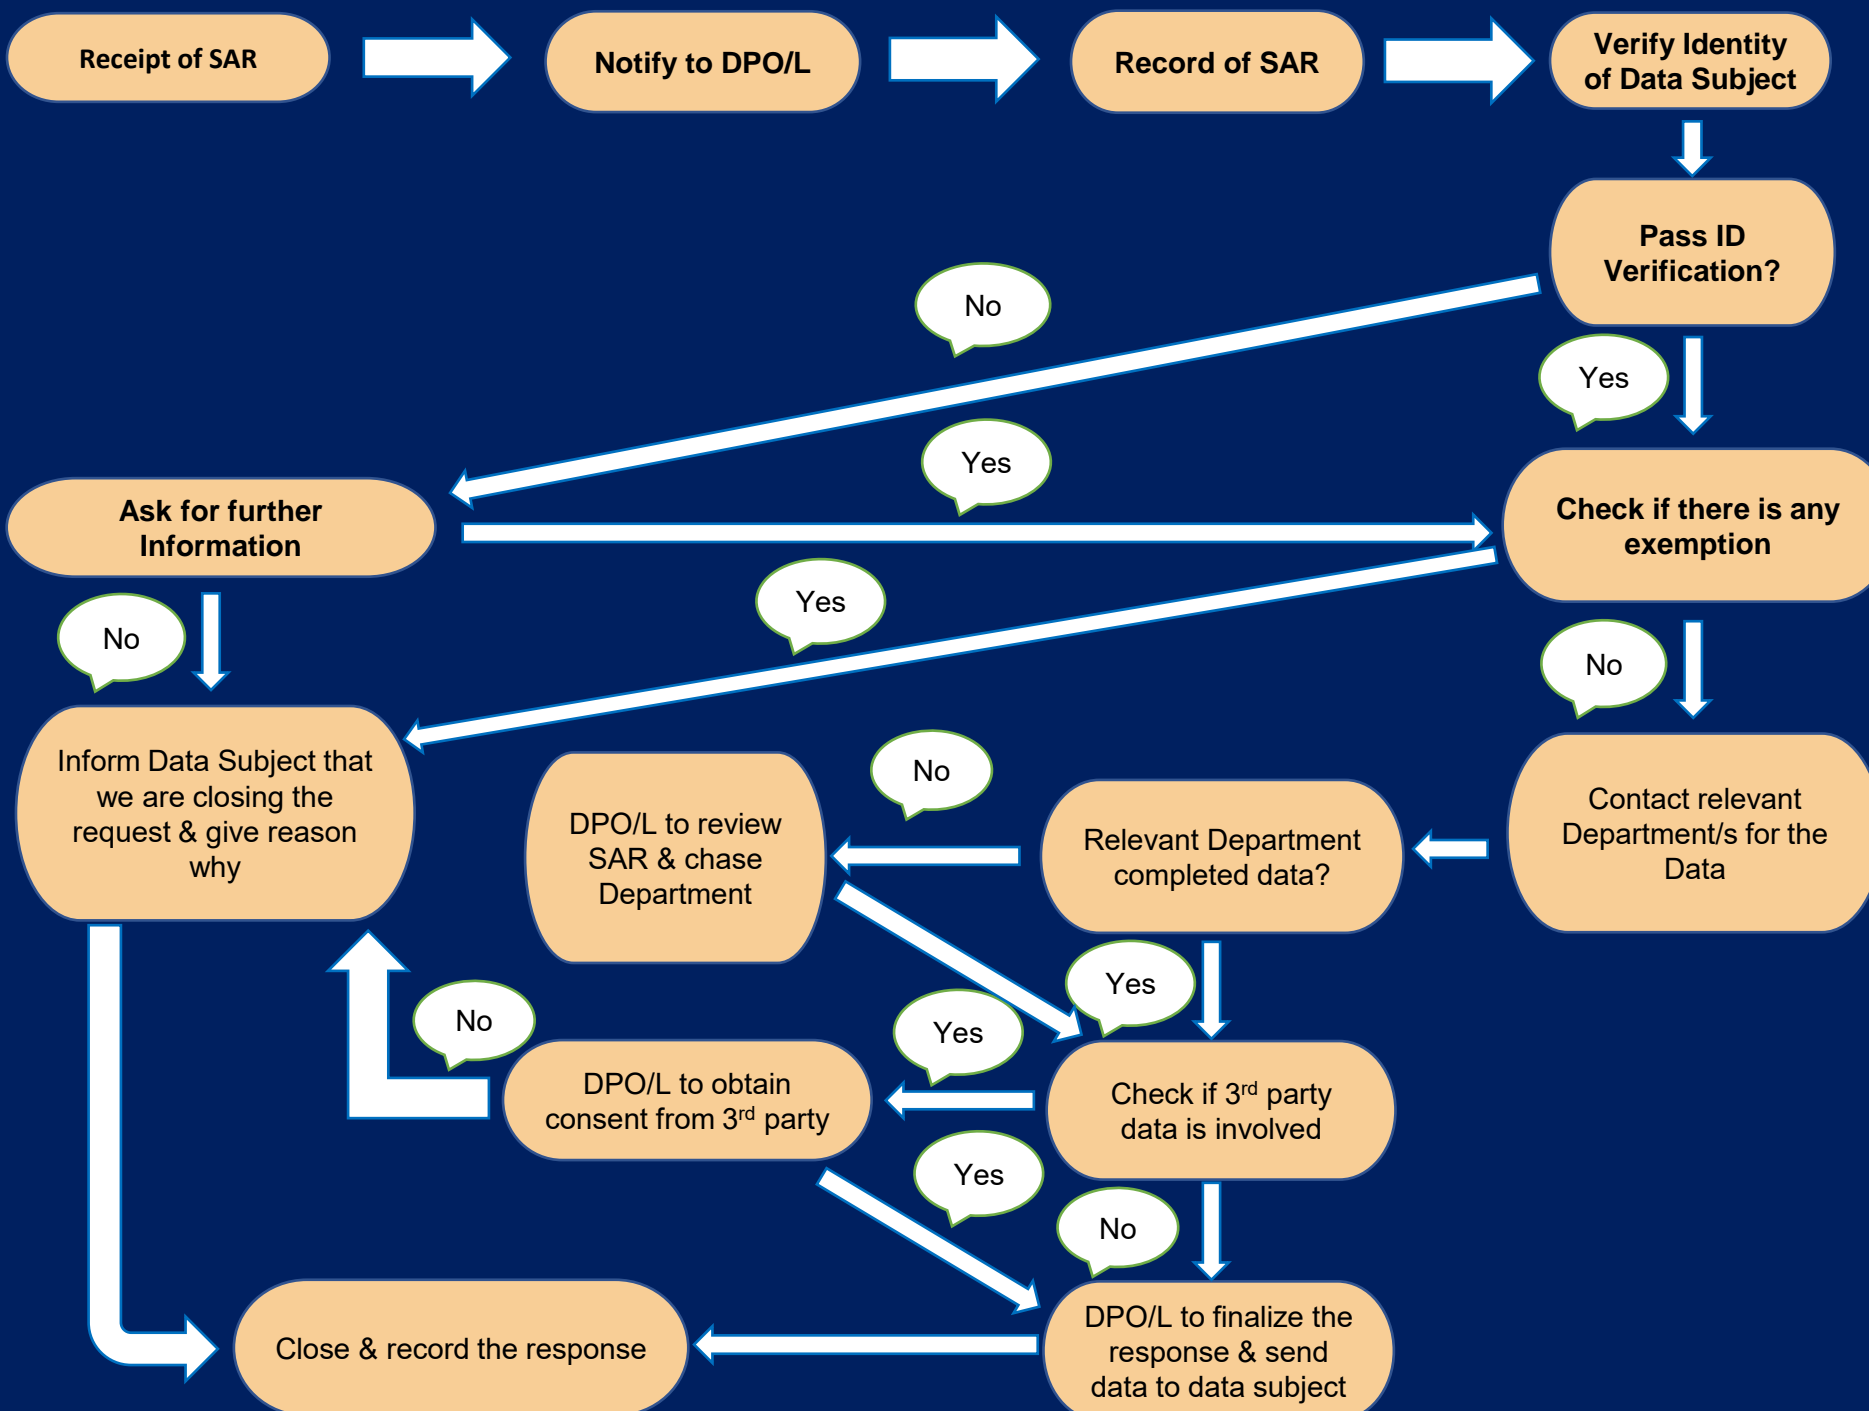 Receipt of SAR
Notify to DPO/L
Record of SAR
Verify Identity
of Data Subject
Pass ID
Verification?
No
Yes
Yes
Ask for further
Information
Check if there is any
exemption
Yes
No
No
Inform Data Subject that
we are closing the
request & give reason
why
No
DPO/L to review
SAR & chase
Department
Relevant Department
completed data?
Contact relevant
Department/s for the
Data
Yes
Yes
No
DPO/L to obtain
consent from 3rd party
Check if 3rd party
data is involved
Yes
No
Close & record the response
DPO/L to finalize the
response & send
data to data subject